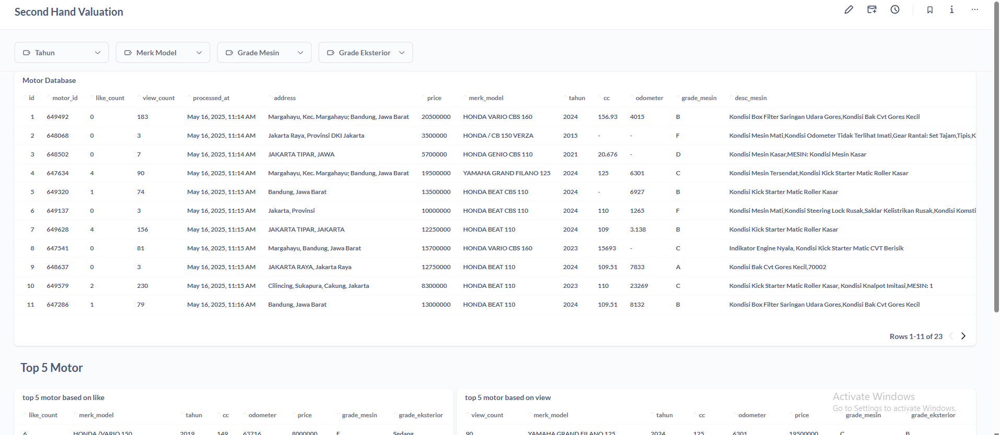 Second Hand Valuation
Tahun Merk Model Grade Mesin Grade Eksterior
Motor Database
id motor_id like_count view_count processed_at address price merk_model tahun cc odometer grade_mesin desc_mesin
1 649492 0 183 May 16, 2025, 11:14 AM Margahayu, Kec. Margahayu; Bandung, Jawa Barat 20500000 HONDA VARIO CBS 160 2024 156.93 4015 B Kondisi Box Filter Saringan Udara Gores,Kondisi Bak Cvt Gores Kecil
2 648068 0 3 May 16, 2025, 11:14 AM Jakarta Raya, Provinsi DKI Jakarta 3500000 HONDA / CB 150 VERZA 2015 - - F Kondisi Mesin Mati,Kondisi Odometer Tidak Terlihat Imati,Gear Rantai: Set Tajam,Tipis,K
3 648502 0 7 May 16, 2025, 11:14 AM JAKARTA TIPAR, JAWA 5700000 HONDA GENIO CBS 110 2021 20.676 - D Kondisi Mesin Kasar,MESIN: Kondisi Mesin Kasar
4 647634 4 90 May 16, 2025, 11:14 AM Margahayu, Kec. Margahayu; Bandung, Jawa Barat 19500000 YAMAHA GRAND FILANO 125 2024 125 6301 C Kondisi Mesin Tersendat,Kondisi Kick Starter Matic Roller Kasar
5 649320 1 74 May 16, 2025, 11:15 AM Bandung, Jawa Barat 13500000 HONDA BEAT CBS 110 2024 - 6927 B Kondisi Kick Starter Matic Roller Kasar
6 649137 0 3 May 16, 2025, 11:15 AM Jakarta, Provinsi 10000000 HONDA BEAT CBS 110 2024 110 1265 F Kondisi Mesin Mati,Kondisi Steering Lock Rusak,Saklar Kelistrikan Rusak,Kondisi Komsti
7 649628 4 156 May 16, 2025, 11:15 AM JAKARTA TIPAR, JAKARTA 12250000 HONDA BEAT 110 2024 109 3.138 B Kondisi Kick Starter Matic Roller Kasar
8 647541 0 81 May 16, 2025, 11:15 AM Margahayu, Bandung, Jawa Barat 15700000 HONDA VARIO CBS 160 2023 15693 - C Indikator Engine Nyala, Kondisi Kick Starter Matic CVT Berisik
9 648637 0 3 May 16, 2025, 11:15 AM JAKARTA RAYA, Jakarta Raya 12750000 HONDA BEAT 110 2024 109.51 7833 A Kondisi Bak Cvt Gores Kecil,70002
10 649579 2 230 May 16, 2025, 11:15 AM Cilincing, Sukapura, Cakung, Jakarta 8300000 HONDA BEAT 110 2023 110 23269 C Kondisi Kick Starter Matic Roller Kasar, Kondisi Knalpot Imitasi,MESIN: 1
11 647286 1 79 May 16, 2025, 11:16 AM Bandung, Jawa Barat 13000000 HONDA BEAT 110 2024 109.51 8132 B Kondisi Box Filter Saringan Udara Gores,Kondisi Bak Cvt Gores Kecil
Rows 1-11 of 23
Top 5 Motor
top 5 motor based on like
like_count merk_model tahun cc odometer price grade_mesin grade_eksterior
6 HONDA /VARIO 150 2019 149 63716 8000000 F Sedang
top 5 motor based on view
view_count merk_model tahun cc odometer price grade_mesin grade_eksterior
90 YAMAHA GRAND FILANO 125 2024 125 6301 19500000 C B
Activate Windows
Go to Settings to activate Windows.